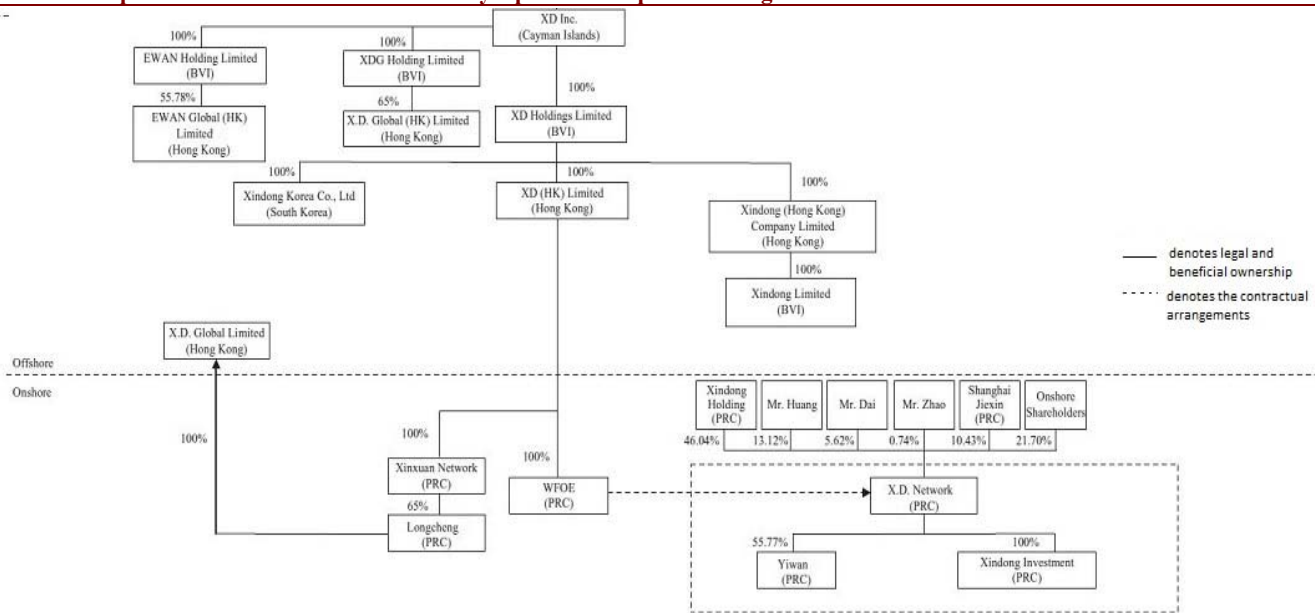 XD Inc.
(Cayman Islands)
100%
100%
EWAN Holding Limited
(BVI)
XDG Holding Limited
(BVI)
100%
55.78%
65%
EWAN Global (HK)
Limited
(Hong Kong)
X.D. Global (HK) Limited
(Hong Kong)
XD Holdings Limited
(BVI)
100%
100%
100%
Xindong Korea Co., Ltd
(South Korea)
XD (HK) Limited
(Hong Kong)
Xindong (Hong Kong)
Company Limited
(Hong Kong)
100%
Xindong Limited
(BVI)
denotes legal and
beneficial ownership
denotes the contractual
arrangements
X.D. Global Limited
(Hong Kong)
Offshore
Onshore
Xindong
Holding
(PRC)
Mr. Huang
Mr. Dai
Mr. Zhao
Shanghai
Jiexin
(PRC)
Onshore
Shareholders
46.04%
13.12%
5.62%
0.74%
10.43%
21.70%
100%
100%
100%
Xinxuan Network
(PRC)
65%
Longcheng
(PRC)
WFOE
(PRC)
X.D. Network
(PRC)
55.77%
100%
Yiwan
(PRC)
Xindong Investment
(PRC)